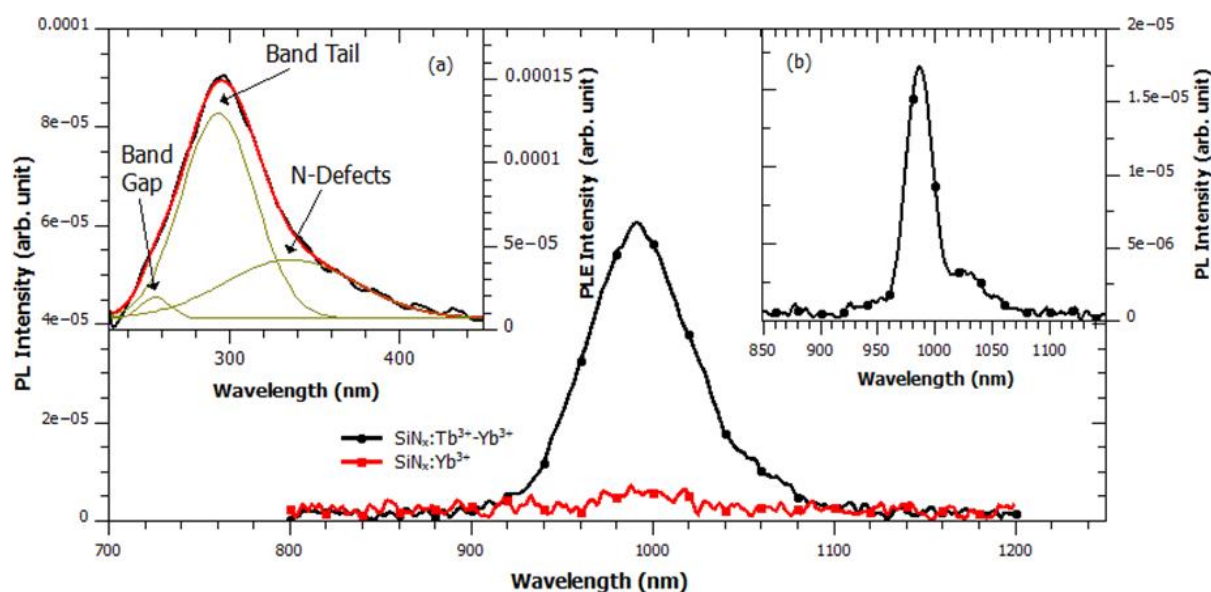 0.0001
8e−05
6e−05
4e−05
2e−05
0
PL Intensity (arb. unit)
700
800
900
1000
1100
1200
Wavelength (nm)
SiNₓ:Tb³⁺-Yb³⁺
SiNₓ:Yb³⁺
(a)
Band Tail
Band
Gap
N-Defects
0.00015
0.0001
5e−05
0
PLE Intensity (arb. unit)
300
400
Wavelength (nm)
(b)
2e−05
1.5e−05
1e−05
5e−06
0
PL Intensity (arb. unit)
850
900
950
1000
1050
1100
Wavelength (nm)